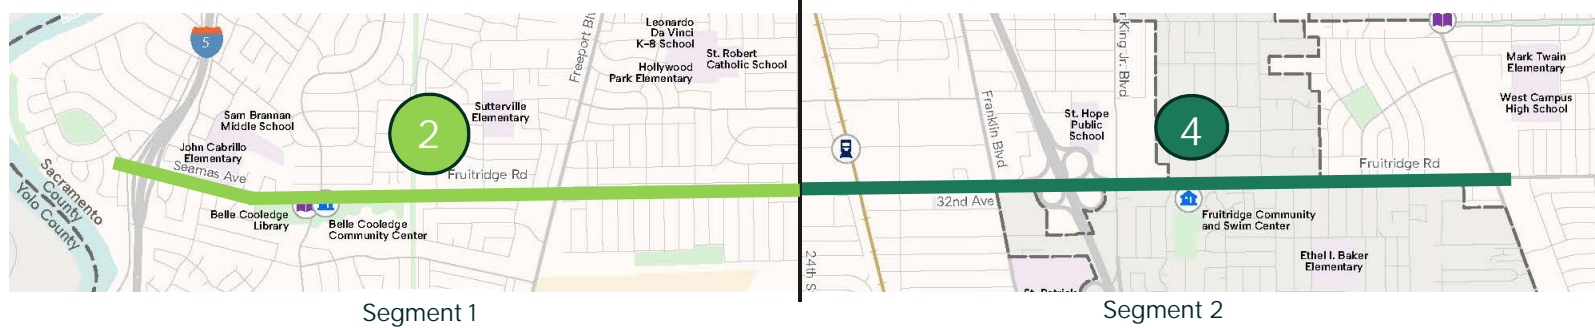 5
Freeport Blv
Leonardo
Da Vinci
K-8 School
St. Robert
Catholic School
Hollywood
Park Elementary
Sutterville
Elementary
Sam Brannan
Middle School
2
John Cabrillo
Elementary
Seamas Ave
Fruitridge Rd
Sacramento
County
Yolo County
Belle Cooledge
Library
Belle Cooledge
Community Center
Segment 1
r King Jr. Blvd
Mark Twain
Elementary
West Campus
High School
Franklin Blvd
St. Hope
Public
School
4
Fruitridge Rd
32nd Ave
Fruitridge Community
and Swim Center
Ethel I. Baker
Elementary
24th S
St. Patrick
Segment 2